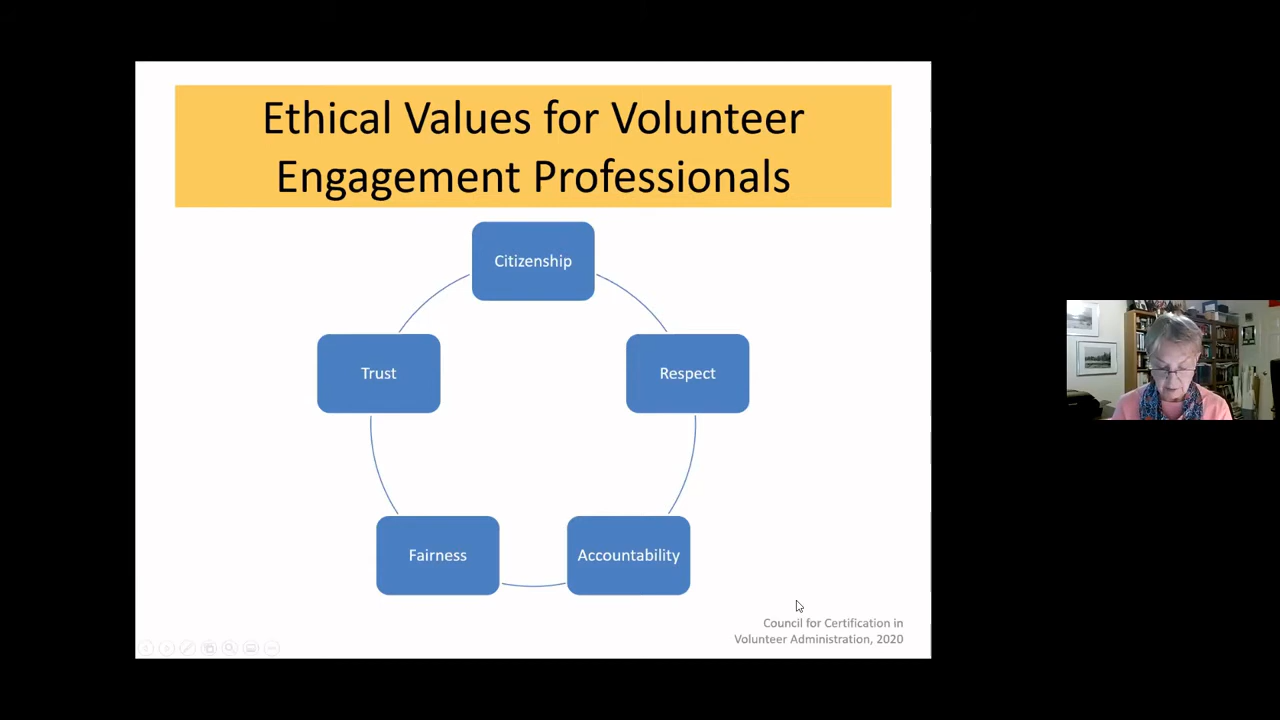 Ethical Values for Volunteer
Engagement Professionals
Citizenship
Trust
Respect
Fairness
Accountability
Council for Certification in
Volunteer Administration, 2020